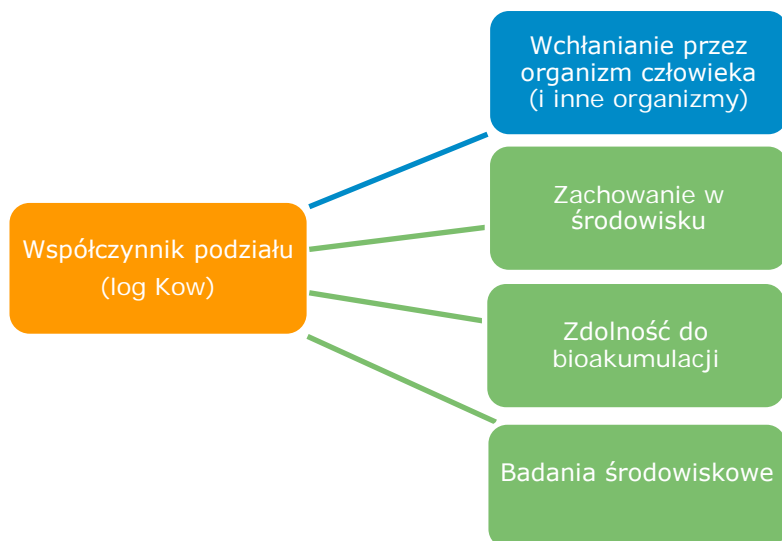 Wchłanianie przez
organizm człowieka
(i inne organizmy)
Zachowanie w
środowisku
Współczynnik podziału
(log Kow)
Zdolność do
bioakumulacji
Badania środowiskowe